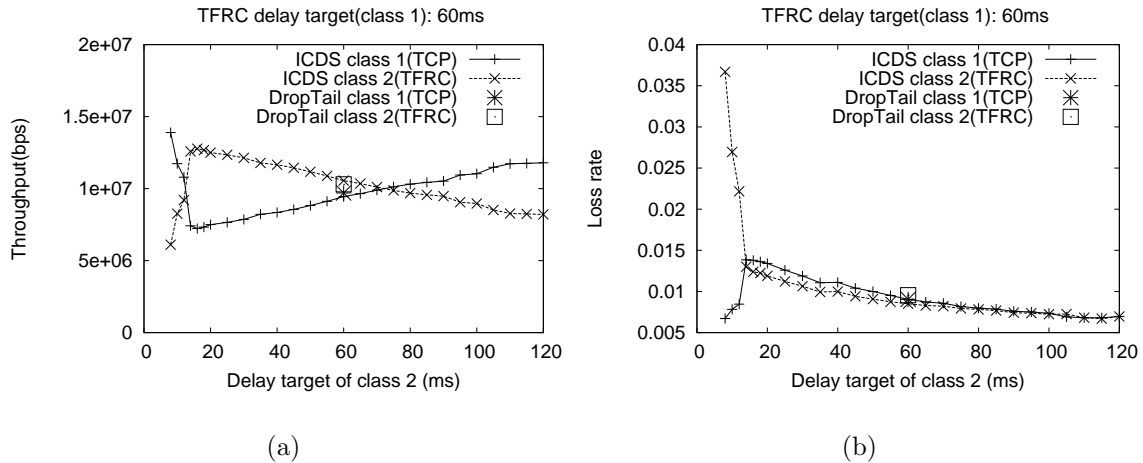 TFRC delay target(class 1): 60ms
2e+07
1.5e+07
1e+07
5e+06
0
Throughput(bps)
ICDS class 1(TCP)
ICDS class 2(TFRC)
DropTail class 1(TCP)
DropTail class 2(TFRC)
0 20 40 60 80 100 120
Delay target of class 2 (ms)
(a)
TFRC delay target(class 1): 60ms
0.04
0.035
0.03
0.025
0.02
0.015
0.01
0.005
Loss rate
ICDS class 1(TCP)
ICDS class 2(TFRC)
DropTail class 1(TCP)
DropTail class 2(TFRC)
0 20 40 60 80 100 120
Delay target of class 2 (ms)
(b)